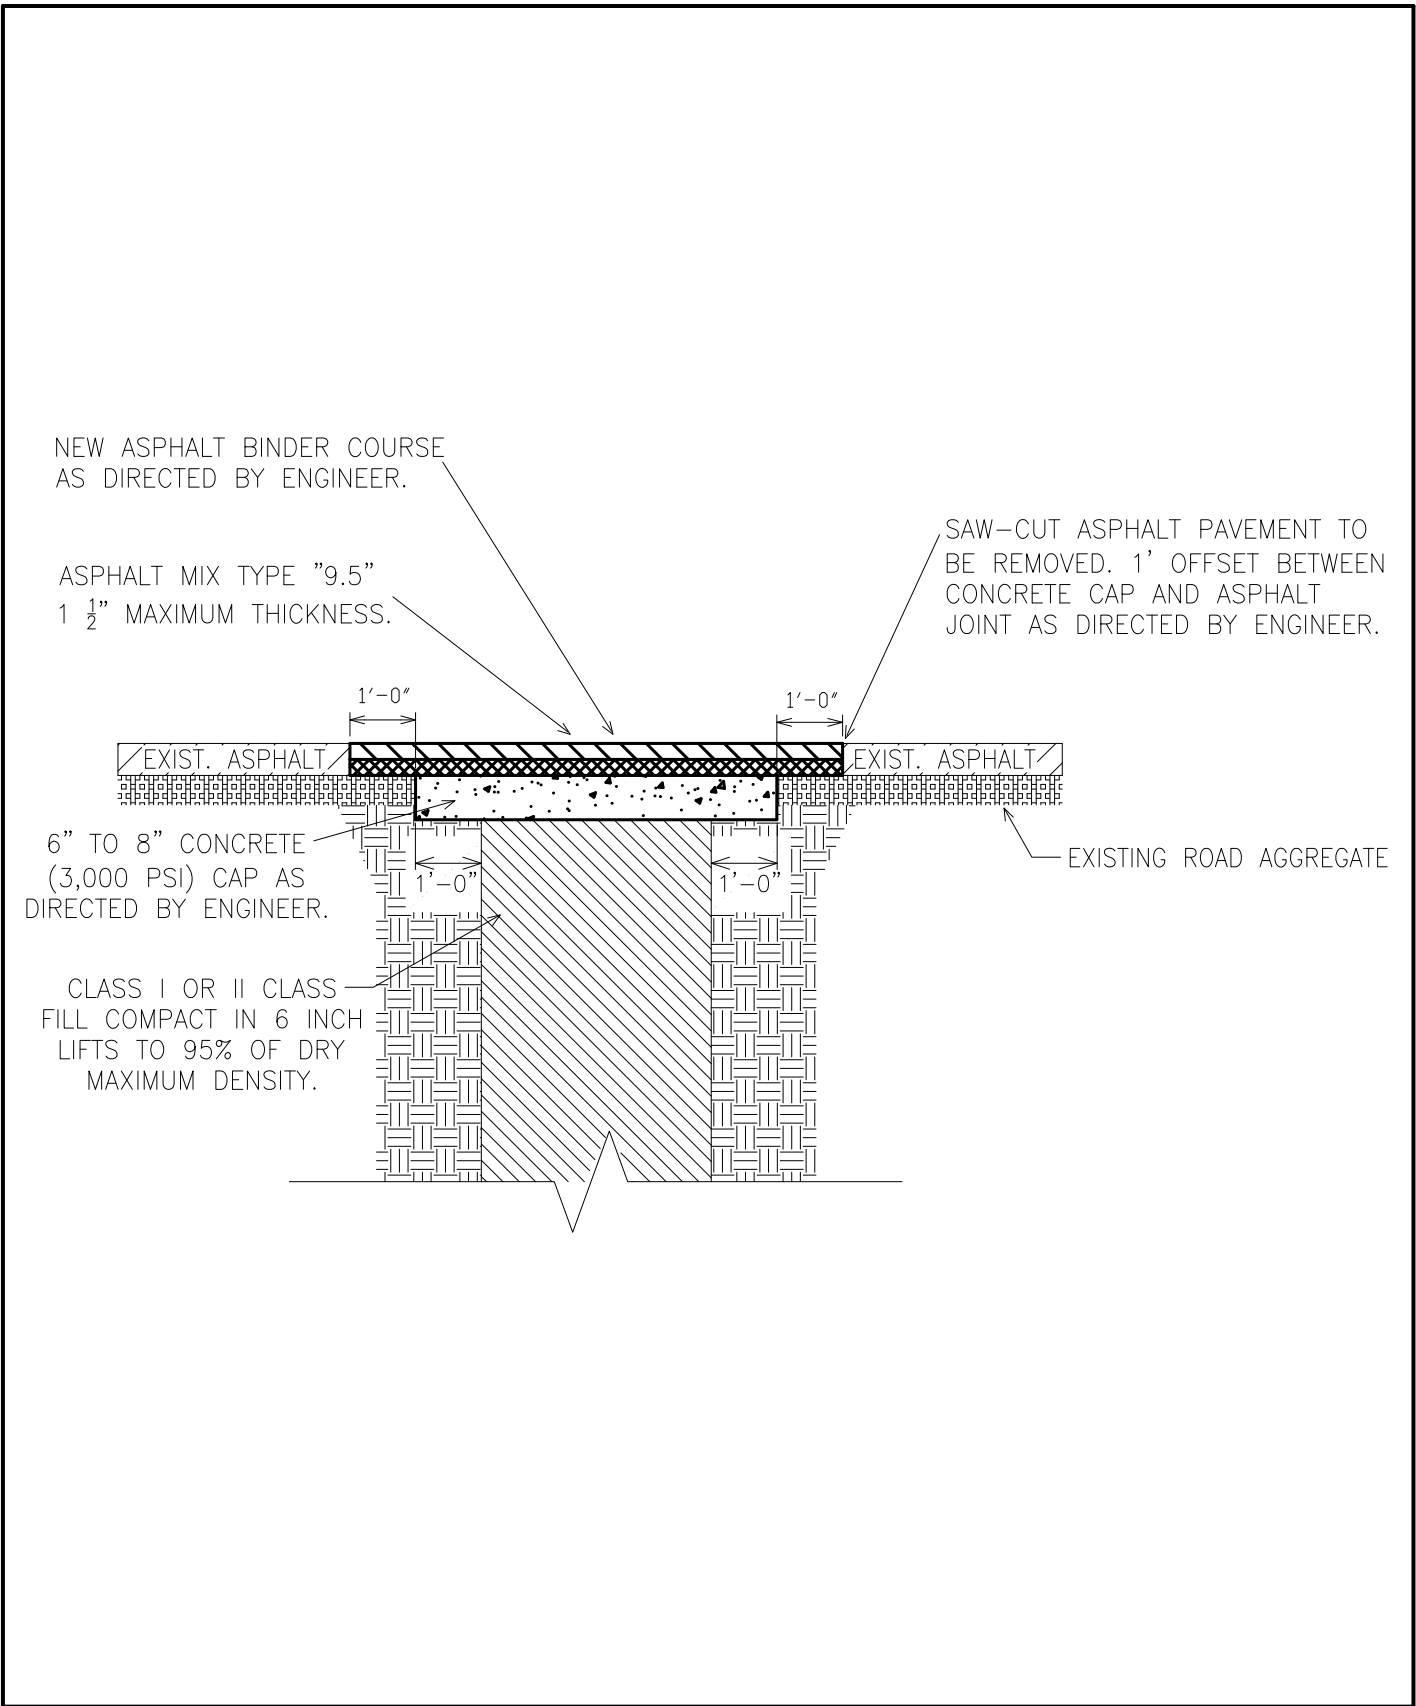 NEW ASPHALT BINDER COURSE
AS DIRECTED BY ENGINEER.
ASPHALT MIX TYPE "9.5"
1 1/2" MAXIMUM THICKNESS.
SAW-CUT ASPHALT PAVEMENT TO
BE REMOVED. 1' OFFSET BETWEEN
CONCRETE CAP AND ASPHALT
JOINT AS DIRECTED BY ENGINEER.
1'-0"
1'-0"
EXIST. ASPHALT
EXIST. ASPHALT
6" TO 8" CONCRETE
(3,000 PSI) CAP AS
DIRECTED BY ENGINEER.
1'-0"
1'-0"
EXISTING ROAD AGGREGATE
CLASS I OR II CLASS
FILL COMPACT IN 6 INCH
LIFTS TO 95% OF DRY
MAXIMUM DENSITY.